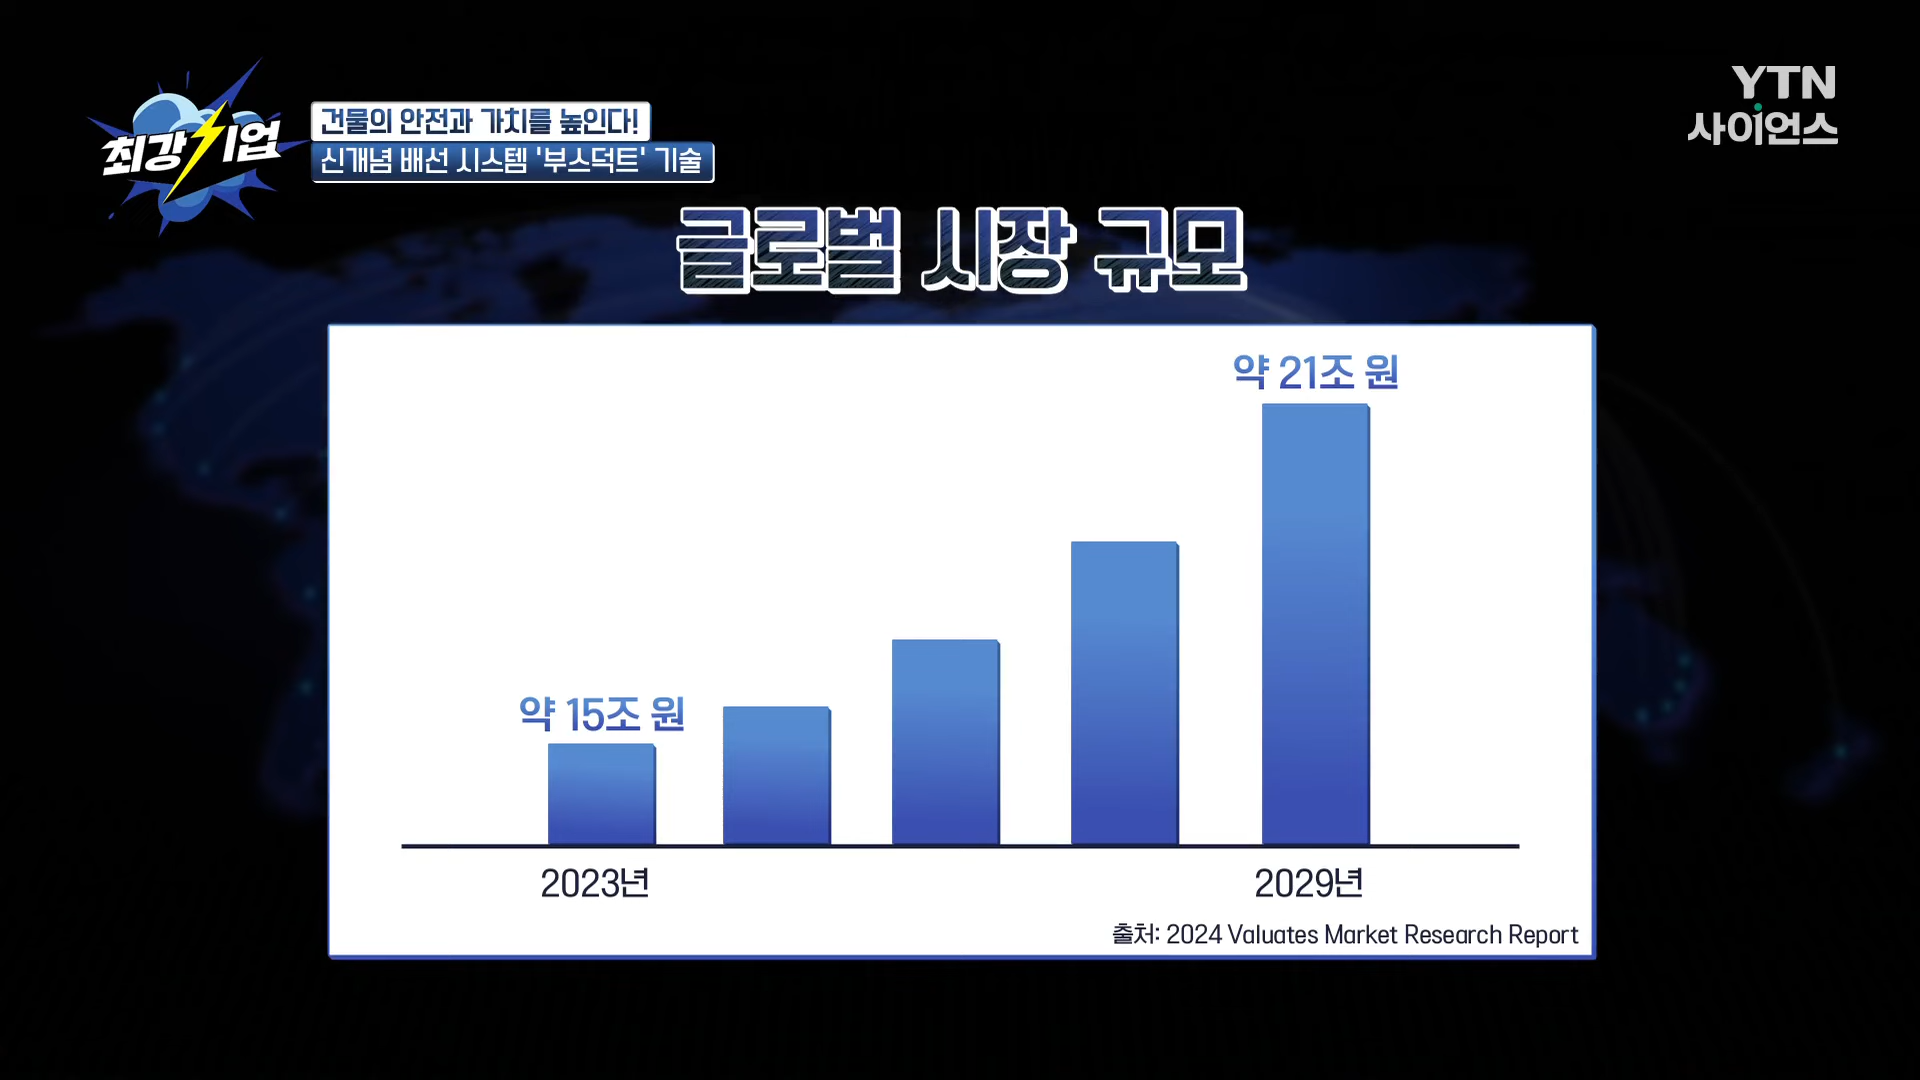 최강기업
건물의 안전과 가치를 높인다!
신개념 배선 시스템 '부스덕트' 기술
YTN
사이언스
글로벌 시장 규모
약 21조 원
약 15조 원
2023년
2029년
출처: 2024 Valuates Market Research Report